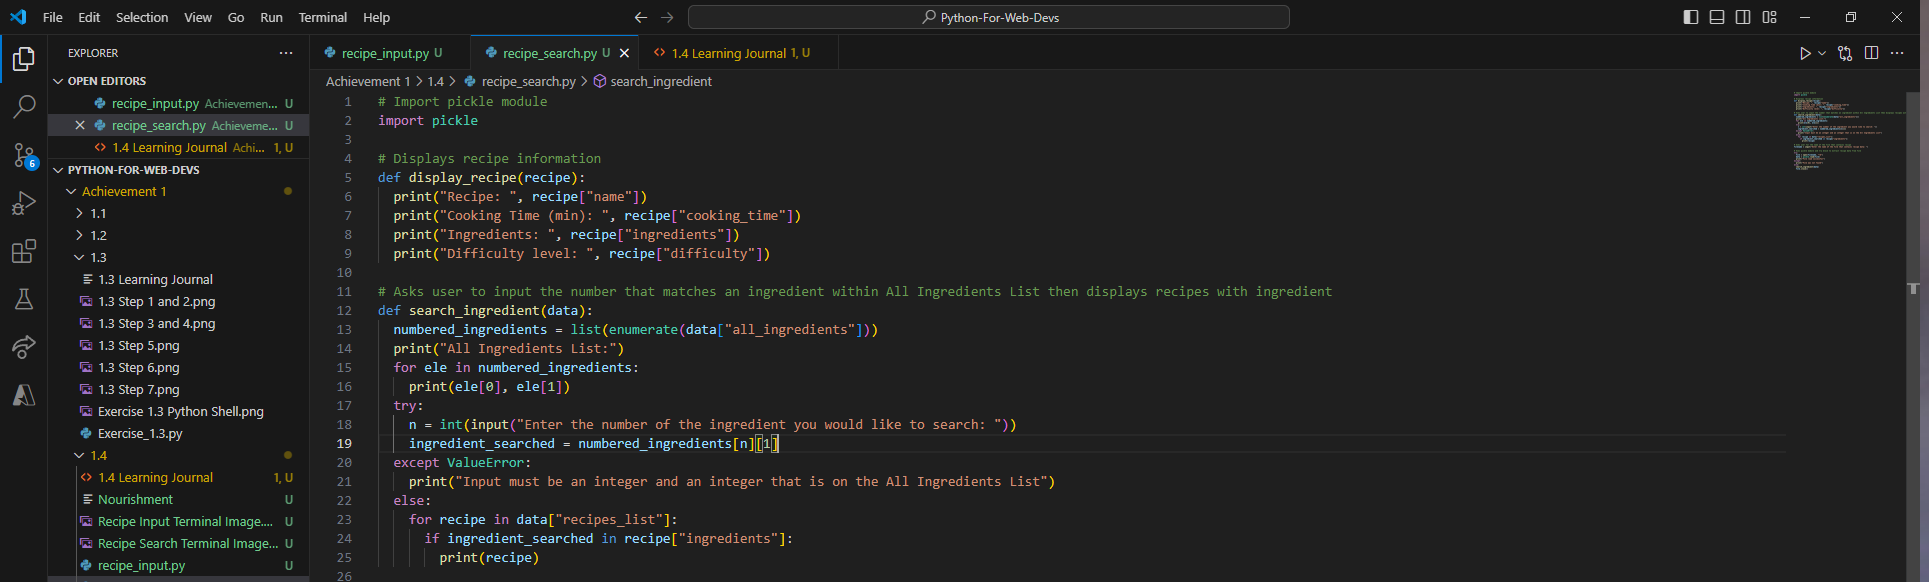 File Edit Selection View Go Run Terminal Help
Python-For-Web-Devs
EXPLORER
OPEN EDITORS
recipe_input.py Achievemen... U
recipe_search.py Achieveme... U
1.4 Learning Journal Achi... 1, U
PYTHON-FOR-WEB-DEVS
Achievement 1
1.1
1.2
1.3
1.3 Learning Journal
1.3 Step 1 and 2.png
1.3 Step 3 and 4.png
1.3 Step 5.png
1.3 Step 6.png
1.3 Step 7.png
Exercise 1.3 Python Shell.png
Exercise_1.3.py
1.4
1.4 Learning Journal 1, U
Nourishment U
Recipe Input Terminal Image.... U
Recipe Search Terminal Image... U
recipe_input.py U
6
recipe_input.py U recipe_search.py U 1.4 Learning Journal 1, U
Achievement 1 > 1.4 > recipe_search.py > search_ingredient
1 # Import pickle module
2 import pickle
3
4 # Displays recipe information
5 def display_recipe(recipe):
6 print("Recipe: ", recipe["name"])
7 print("Cooking Time (min): ", recipe["cooking_time"])
8 print("Ingredients: ", recipe["ingredients"])
9 print("Difficulty level: ", recipe["difficulty"])
10
11 # Asks user to input the number that matches an ingredient within All Ingredients List then displays recipes with ingredient
12 def search_ingredient(data):
13 numbered_ingredients = list(enumerate(data["all_ingredients"]))
14 print("All Ingredients List:")
15 for ele in numbered_ingredients:
16 print(ele[0], ele[1])
17 try:
18 n = int(input("Enter the number of the ingredient you would like to search: "))
19 ingredient_searched = numbered_ingredients[n][1]
20 except ValueError:
21 print("Input must be an integer and an integer that is on the All Ingredients List")
22 else:
23 for recipe in data["recipes_list"]:
24 if ingredient_searched in recipe["ingredients"]:
25 print(recipe)
26